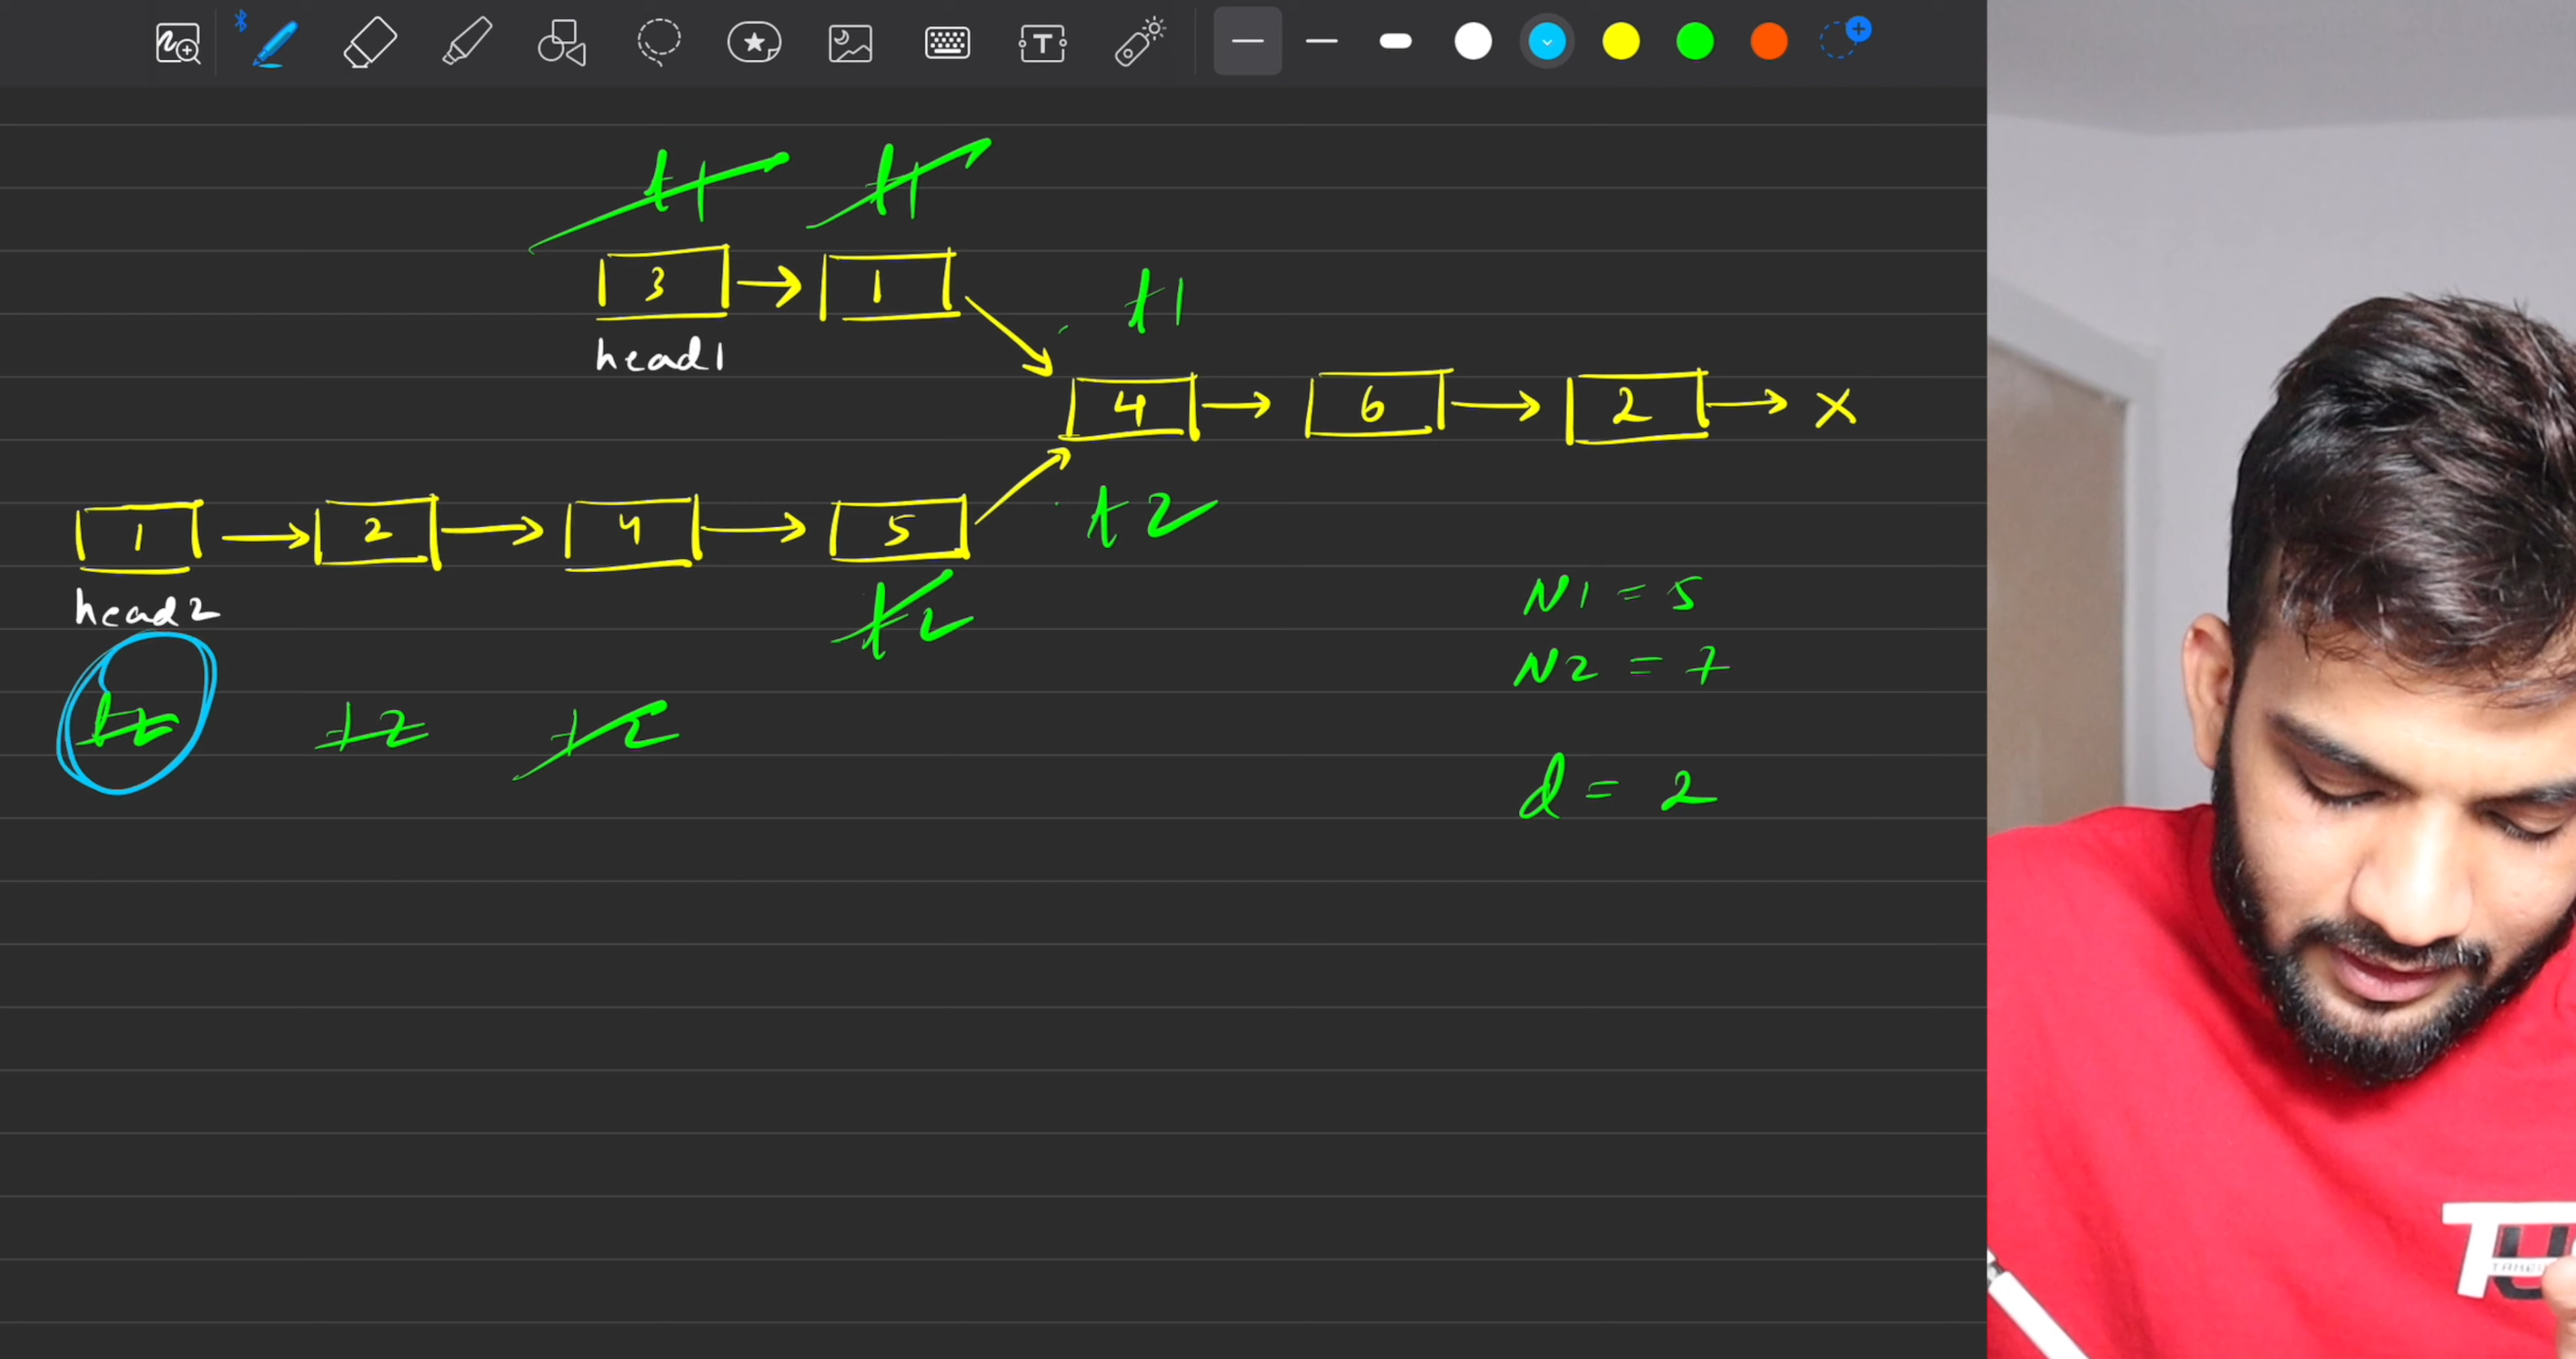 t1 t1
3 → 1
t1
head1
4 → 6 → 2 → X
1 → 2 → 4 → 5
t2
head2
t2
N1 = 5
N2 = 7
t2 t2 t2
d = 2